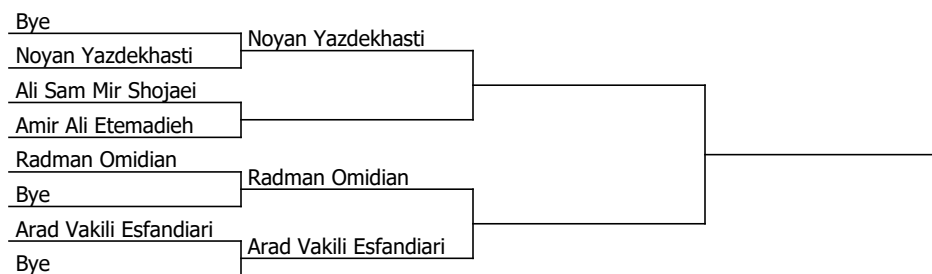 Bye
Noyan Yazdekhasti
Noyan Yazdekhasti
Ali Sam Mir Shojaei
Amir Ali Etemadieh
Radman Omidian
Radman Omidian
Bye
Arad Vakili Esfandiari
Arad Vakili Esfandiari
Bye